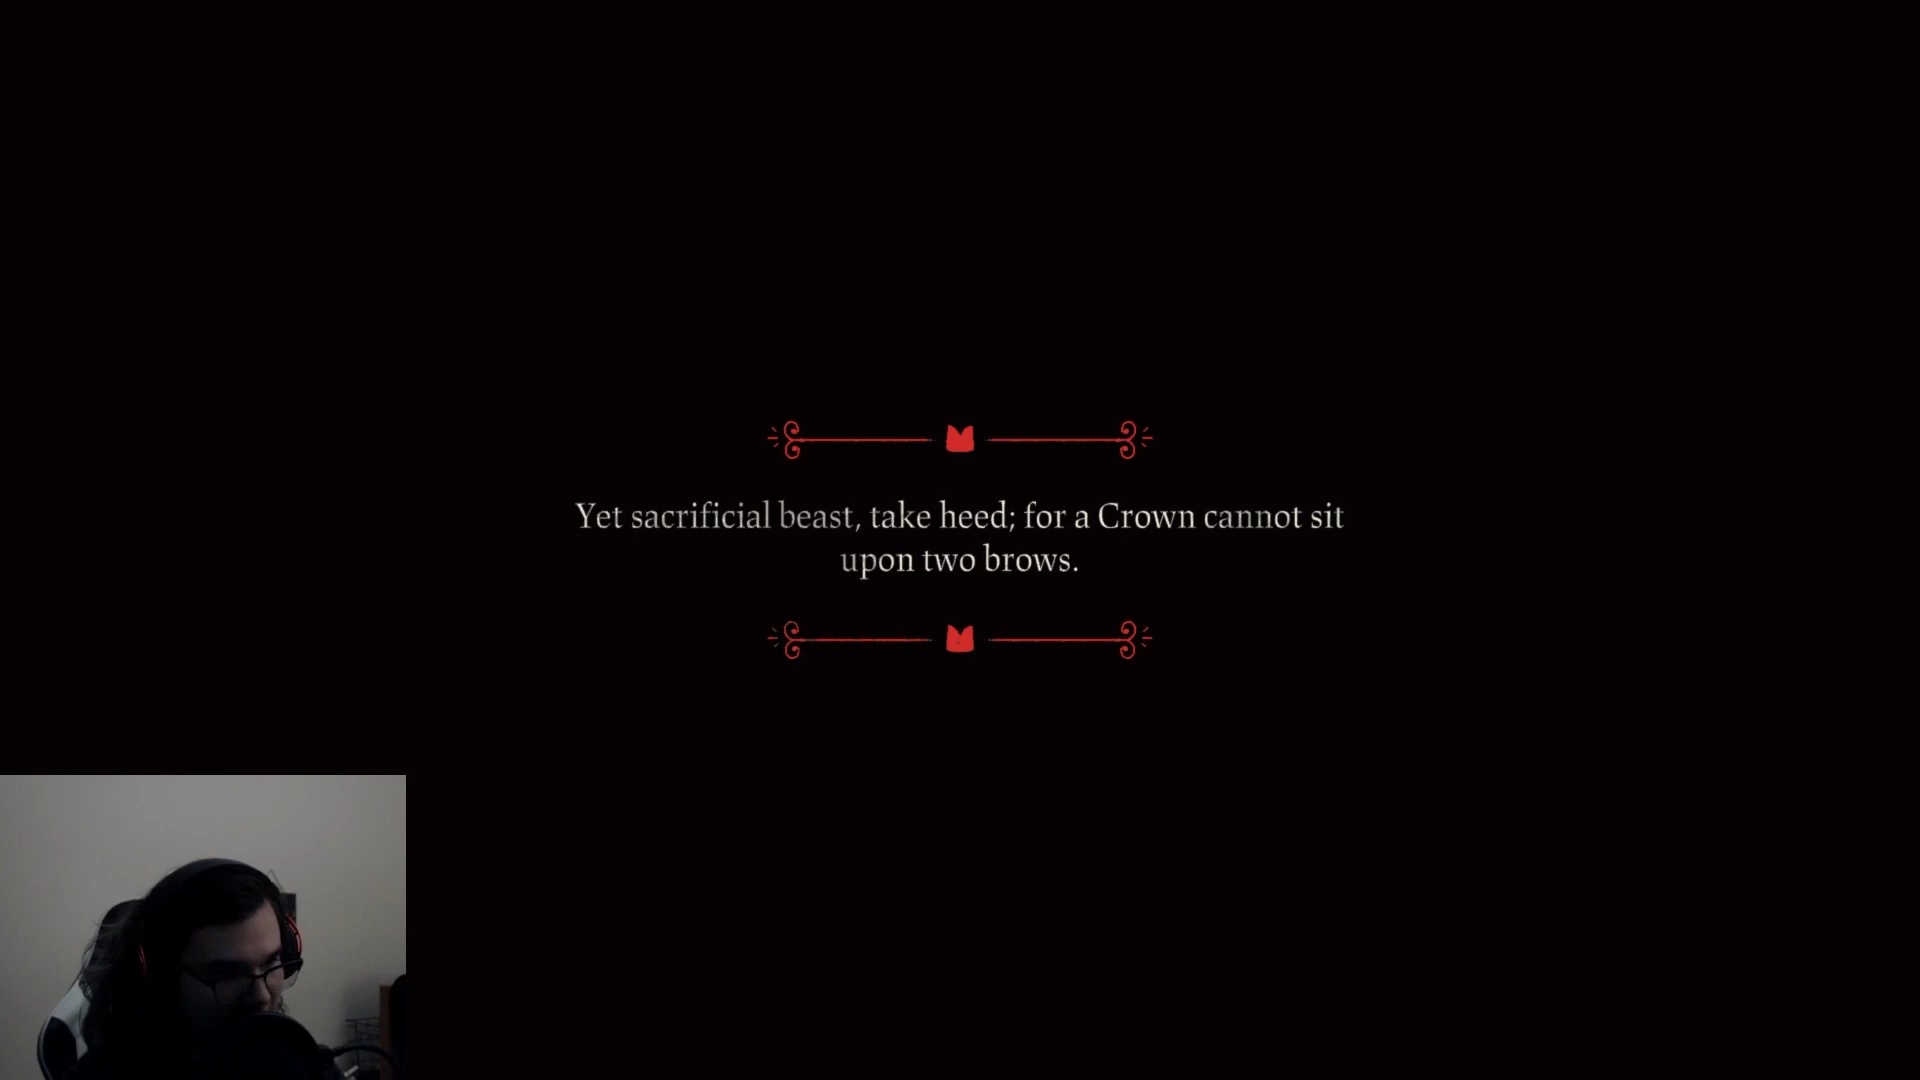 Yet sacrificial beast, take heed; for a Crown cannot sit
upon two brows.